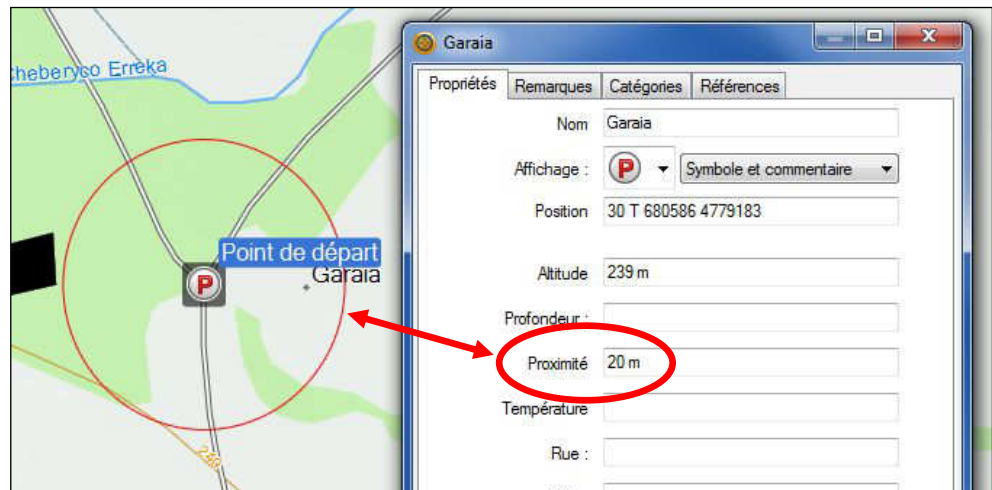 cheberyco Erreka
Point de départ
Garaia
240
Garaia
Propriétés Remarques Catégories Références
Nom Garaia
Affichage : P Symbole et commentaire
Position 30 T 680586 4779183
Altitude 239 m
Profondeur :
Proximité 20 m
Température
Rue :